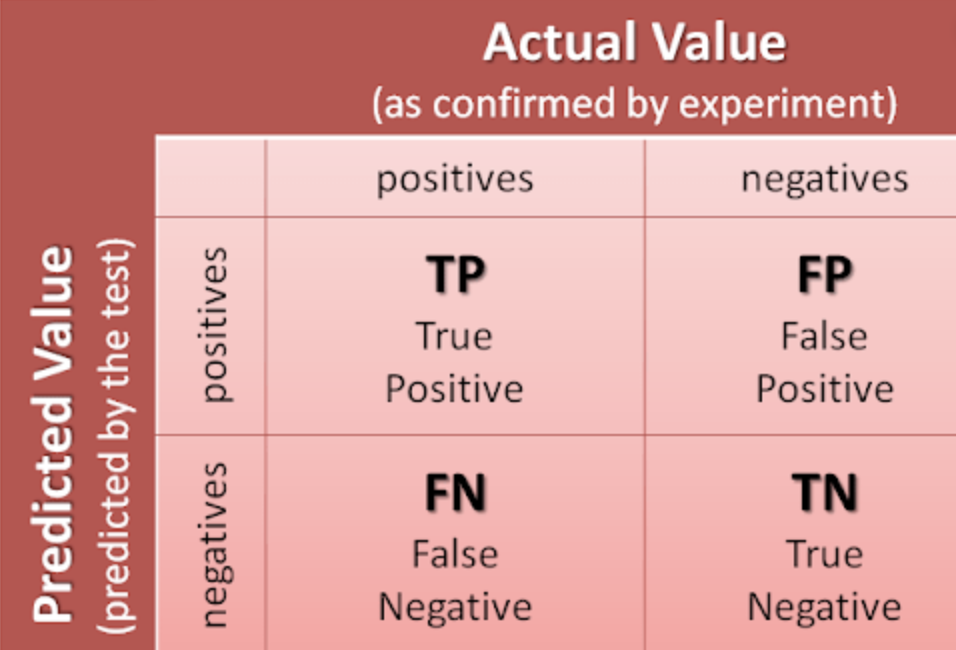 Actual Value
(as confirmed by experiment)
positives
negatives
Predicted Value
(predicted by the test)
positives
TP
True
Positive
FP
False
Positive
negatives
FN
False
Negative
TN
True
Negative